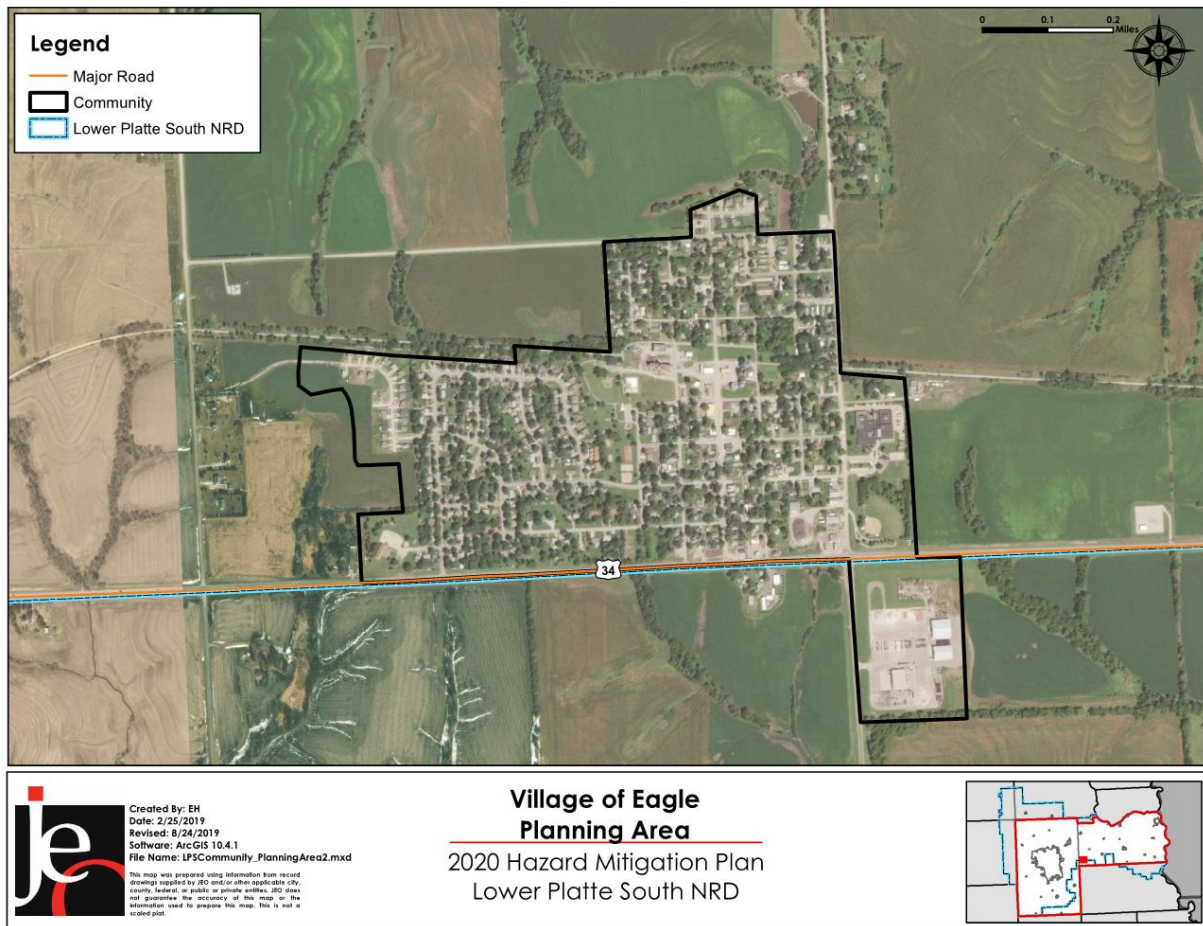 Legend
Major Road
Community
Lower Platte South NRD
0 0.1 0.2
Miles
34
jeo
Created By: EH
Date: 2/25/2019
Revised: 8/24/2019
Software: ArcGIS 10.4.1
File Name: LPSCommunity_PlanningArea2.mxd
This map was prepared using information from record
drawings supplied by JEO and/or other applicable city,
county, federal, or public or private entities. JEO does
not guarantee the accuracy of this map or the
information used to prepare this map. This is not a
scaled plat.
Village of Eagle
Planning Area
2020 Hazard Mitigation Plan
Lower Platte South NRD